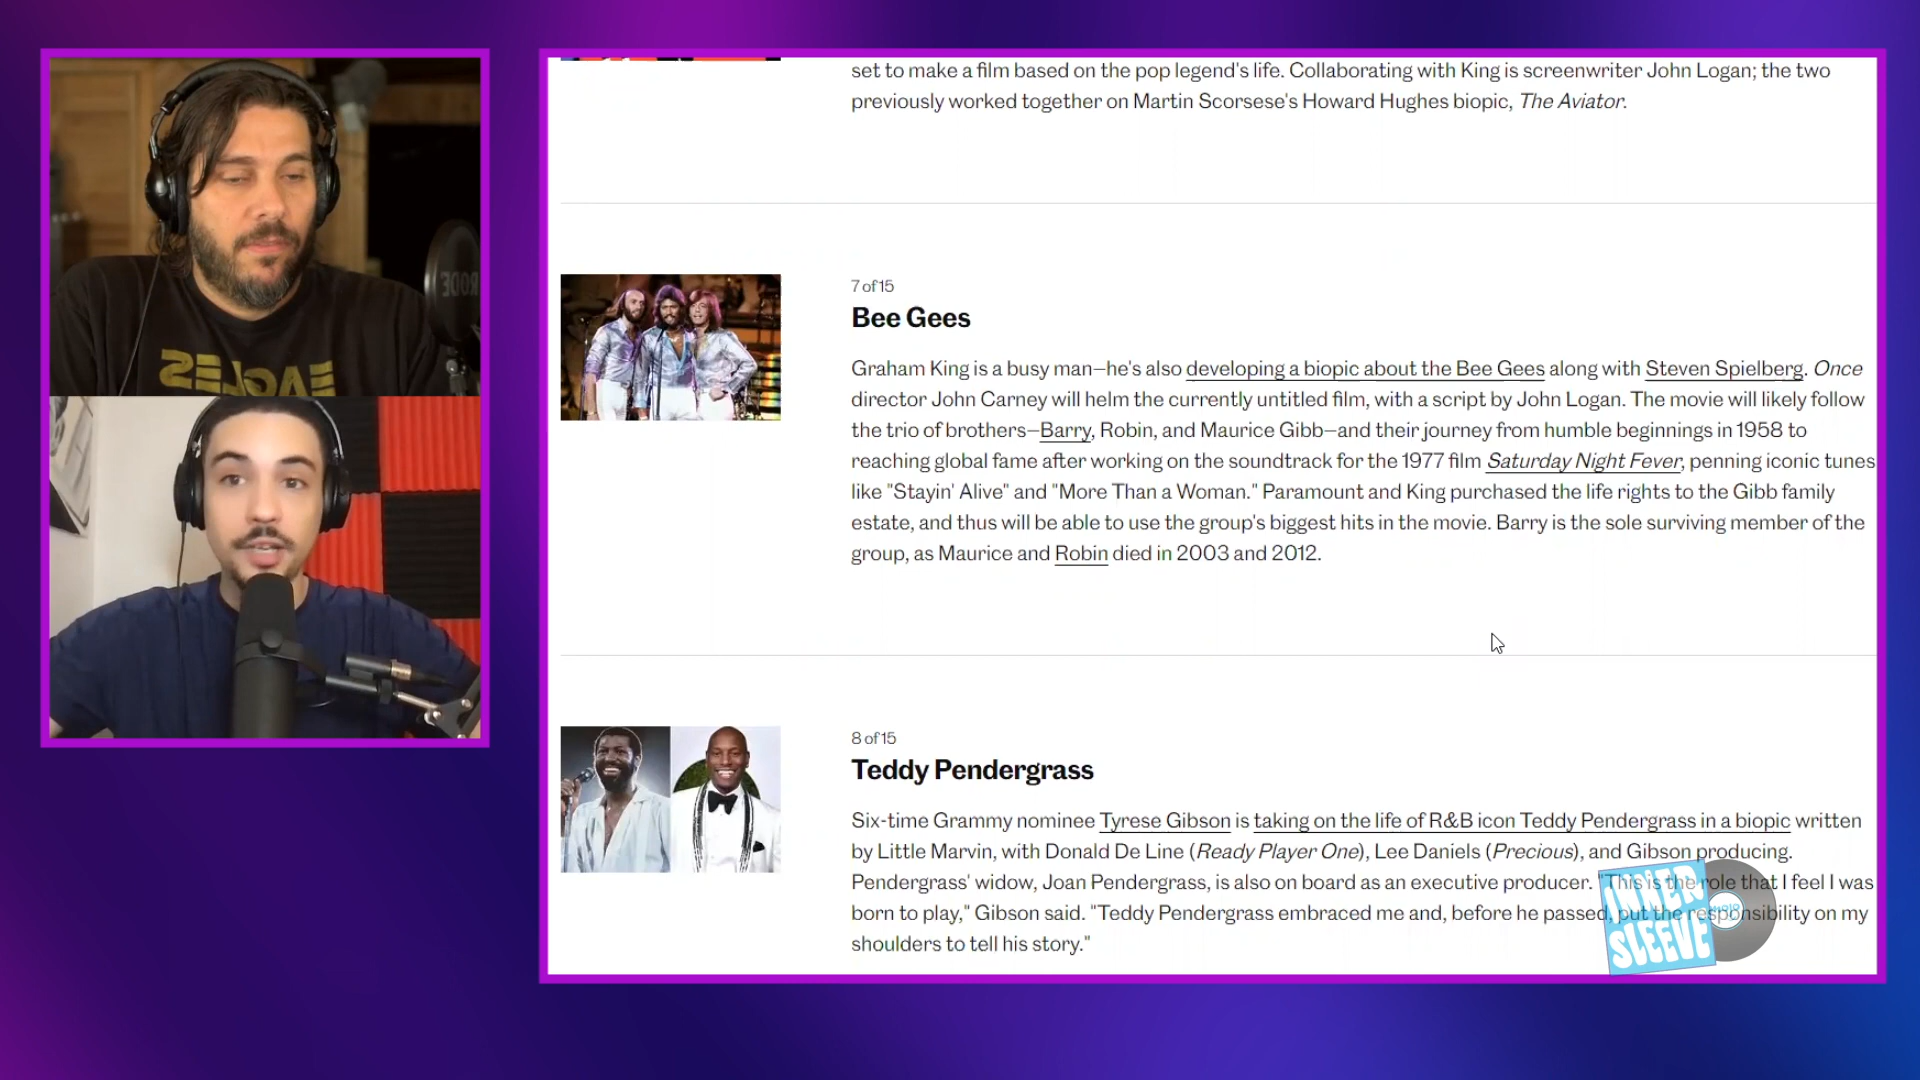 set to make a film based on the pop legend's life. Collaborating with King is screenwriter John Logan; the two
previously worked together on Martin Scorsese's Howard Hughes biopic, The Aviator.
7 of 15
Bee Gees
Graham King is a busy man—he's also developing a biopic about the Bee Gees along with Steven Spielberg. Once
director John Carney will helm the currently untitled film, with a script by John Logan. The movie will likely follow
the trio of brothers—Barry, Robin, and Maurice Gibb—and their journey from humble beginnings in 1958 to
reaching global fame after working on the soundtrack for the 1977 film Saturday Night Fever, penning iconic tunes
like "Stayin' Alive" and "More Than a Woman." Paramount and King purchased the life rights to the Gibb family
estate, and thus will be able to use the group's biggest hits in the movie. Barry is the sole surviving member of the
group, as Maurice and Robin died in 2003 and 2012.
8 of 15
Teddy Pendergrass
Six-time Grammy nominee Tyrese Gibson is taking on the life of R&B icon Teddy Pendergrass in a biopic written
by Little Marvin, with Donald De Line (Ready Player One), Lee Daniels (Precious), and Gibson producing.
Pendergrass' widow, Joan Pendergrass, is also on board as an executive producer. "This is the role that I feel I was
born to play," Gibson said. "Teddy Pendergrass embraced me and, before he passed, put the responsibility on my
shoulders to tell his story."
EAGLES
RODE
INNER
SLEEVE